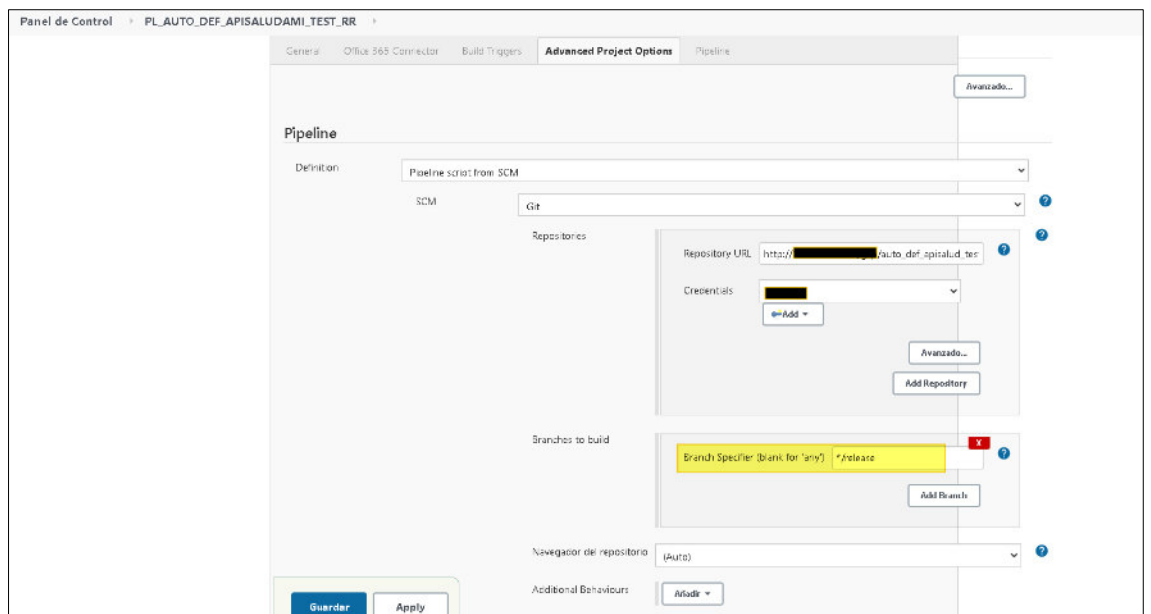 Panel de Control PL_AUTO_DEF_APISALUDAMI_TEST_RR
General Office 365 Connector Build Triggers Advanced Project Options Pipeline
Avanzado...
Pipeline
Definition Pipeline script from SCM
SCM Git
Repositories
Repository URL http:// /auto_def_apisalud_tes
Credentials
Add
Avanzado...
Add Repository
Branches to build
X
Branch Specifier (blank for 'any') */release
Add Branch
Navegador del repositorio (Auto)
Additional Behaviours Añadir
Guardar Apply